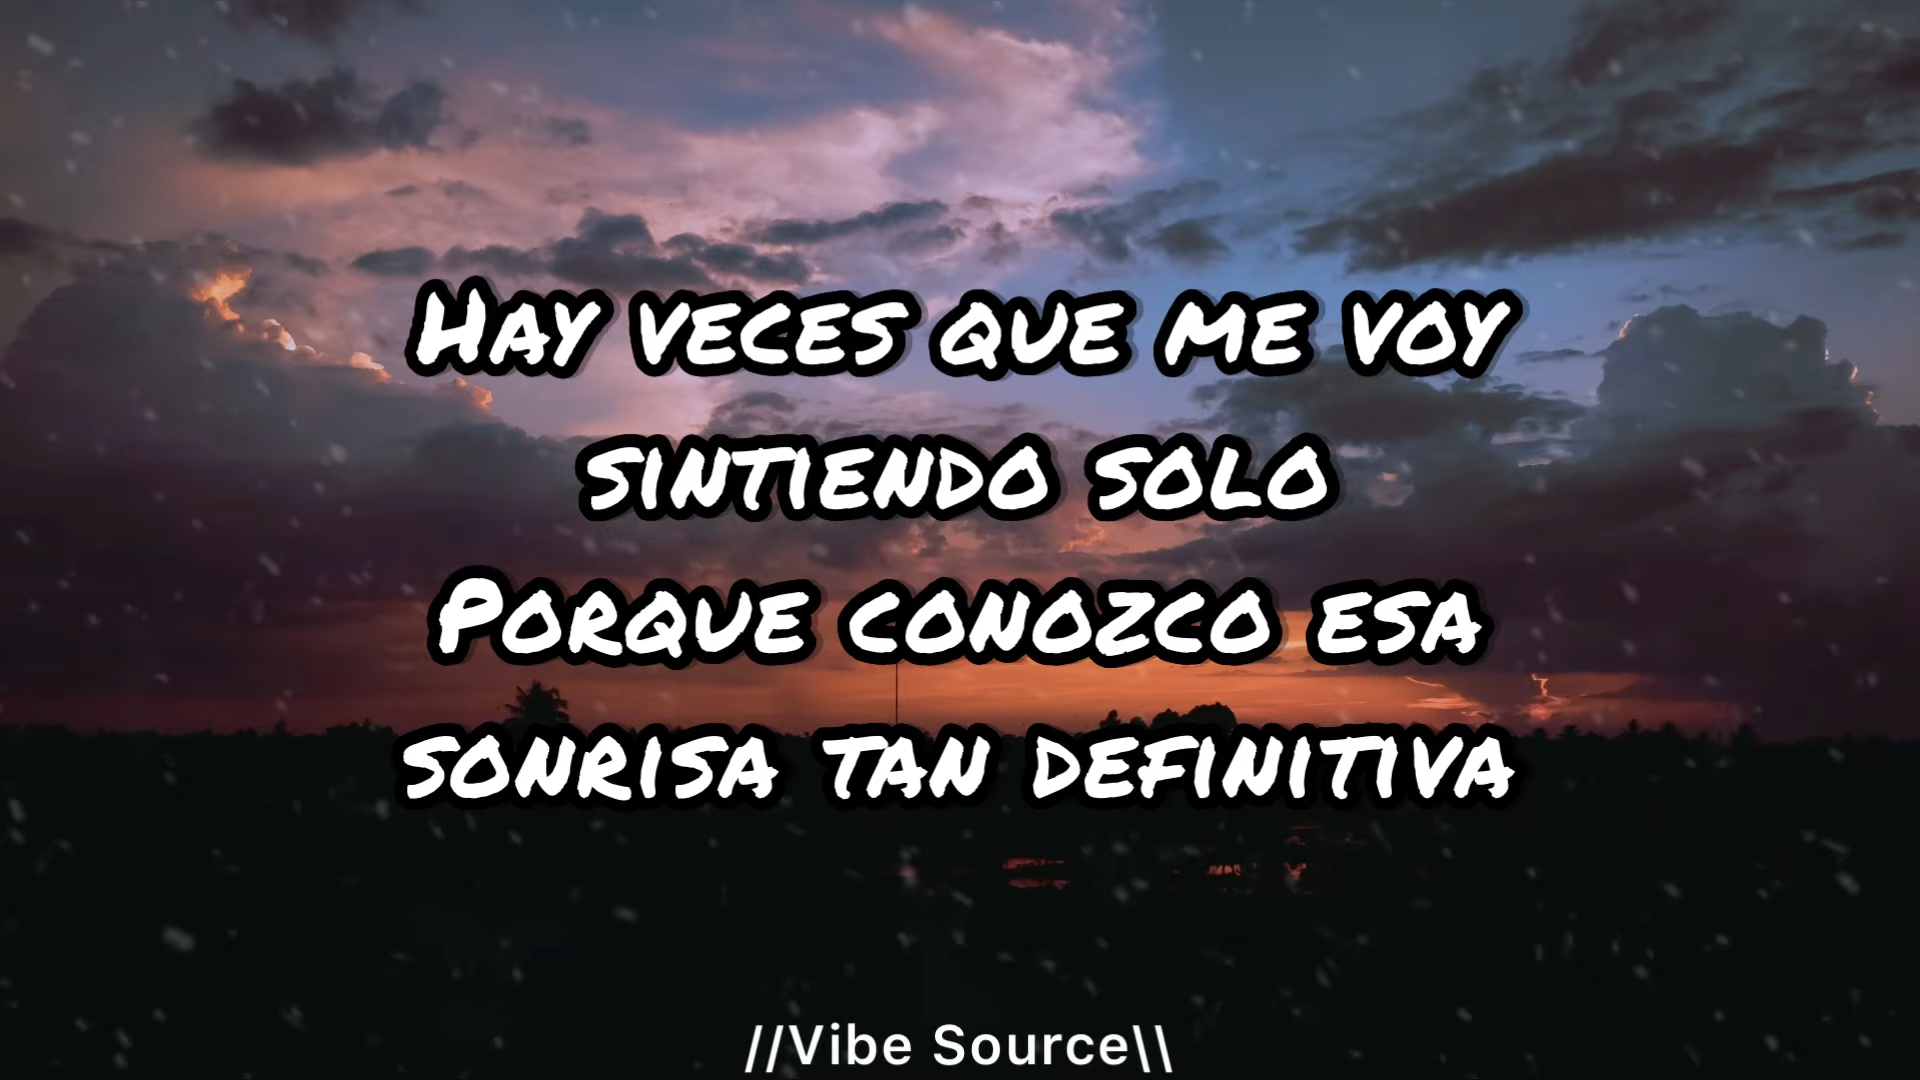 Hay veces que me voy
sintiendo solo
Porque conozco esa
sonrisa tan definitiva
//Vibe Source\\